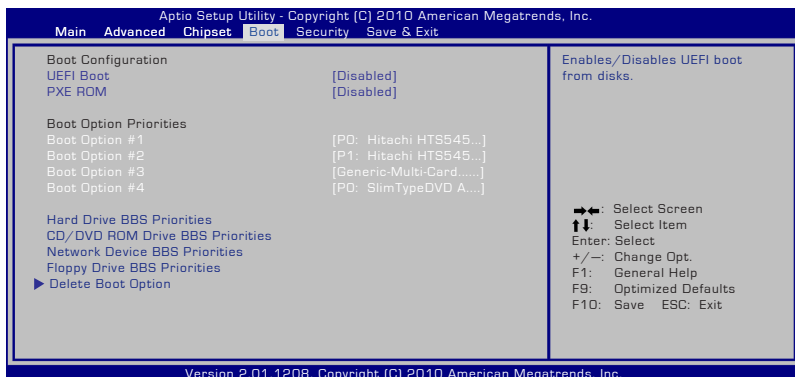 Aptio Setup Utility - Copyright (C) 2010 American Megatrends, Inc.
Main Advanced Chipset Boot Security Save & Exit
Boot Configuration
UEFI Boot [Disabled]
PXE ROM [Disabled]
Boot Option Priorities
Boot Option #1 [P0: Hitachi HTS545...]
Boot Option #2 [P1: Hitachi HTS545...]
Boot Option #3 [Generic-Multi-Card......]
Boot Option #4 [P0: SlimTypeDVD A....]
Hard Drive BBS Priorities
CD/DVD ROM Drive BBS Priorities
Network Device BBS Priorities
Floppy Drive BBS Priorities
▶ Delete Boot Option
Enables/Disables UEFI boot
from disks.
→←: Select Screen
↑↓: Select Item
Enter: Select
+/—: Change Opt.
F1: General Help
F9: Optimized Defaults
F10: Save ESC: Exit
Version 2.01.1208. Copyright (C) 2010 American Megatrends, Inc.